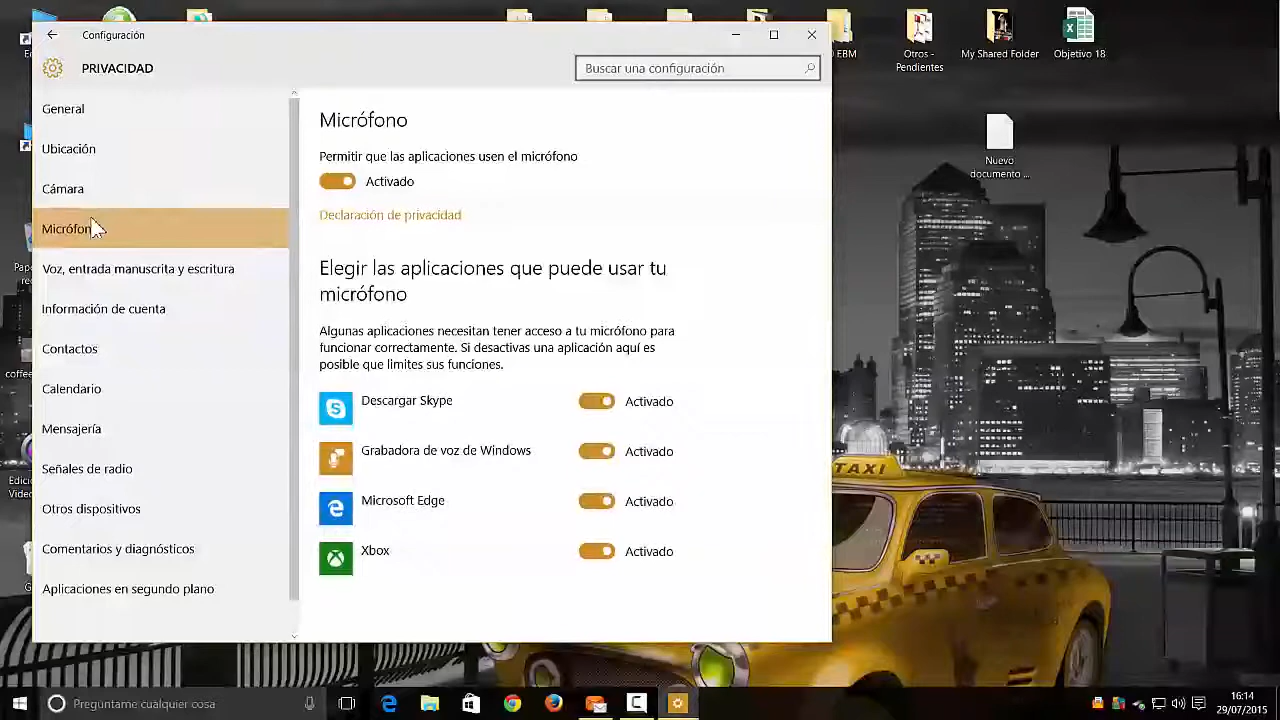 Configuración
PRIVACIDAD
Buscar una configuración
General
Ubicación
Cámara
Micrófono
Voz, entrada manuscrita y escritura
Información de cuenta
Contactos
Calendario
Mensajería
Señales de radio
Otros dispositivos
Comentarios y diagnósticos
Aplicaciones en segundo plano
Micrófono
Permitir que las aplicaciones usen el micrófono
Activado
Declaración de privacidad
Elegir las aplicaciones que puede usar tu
micrófono
Algunas aplicaciones necesitan tener acceso a tu micrófono para
funcionar correctamente. Si desactivas una aplicación aquí es
posible que limites sus funciones.
Descargar Skype
Activado
Grabadora de voz de Windows
Activado
Microsoft Edge
Activado
Xbox
Activado
EBM
Otros -
Pendientes
My Shared Folder
Objetivo 18
Nuevo
documento ...
TAXI
Pregúntame cualquier cosa
16:14
29/07/2015